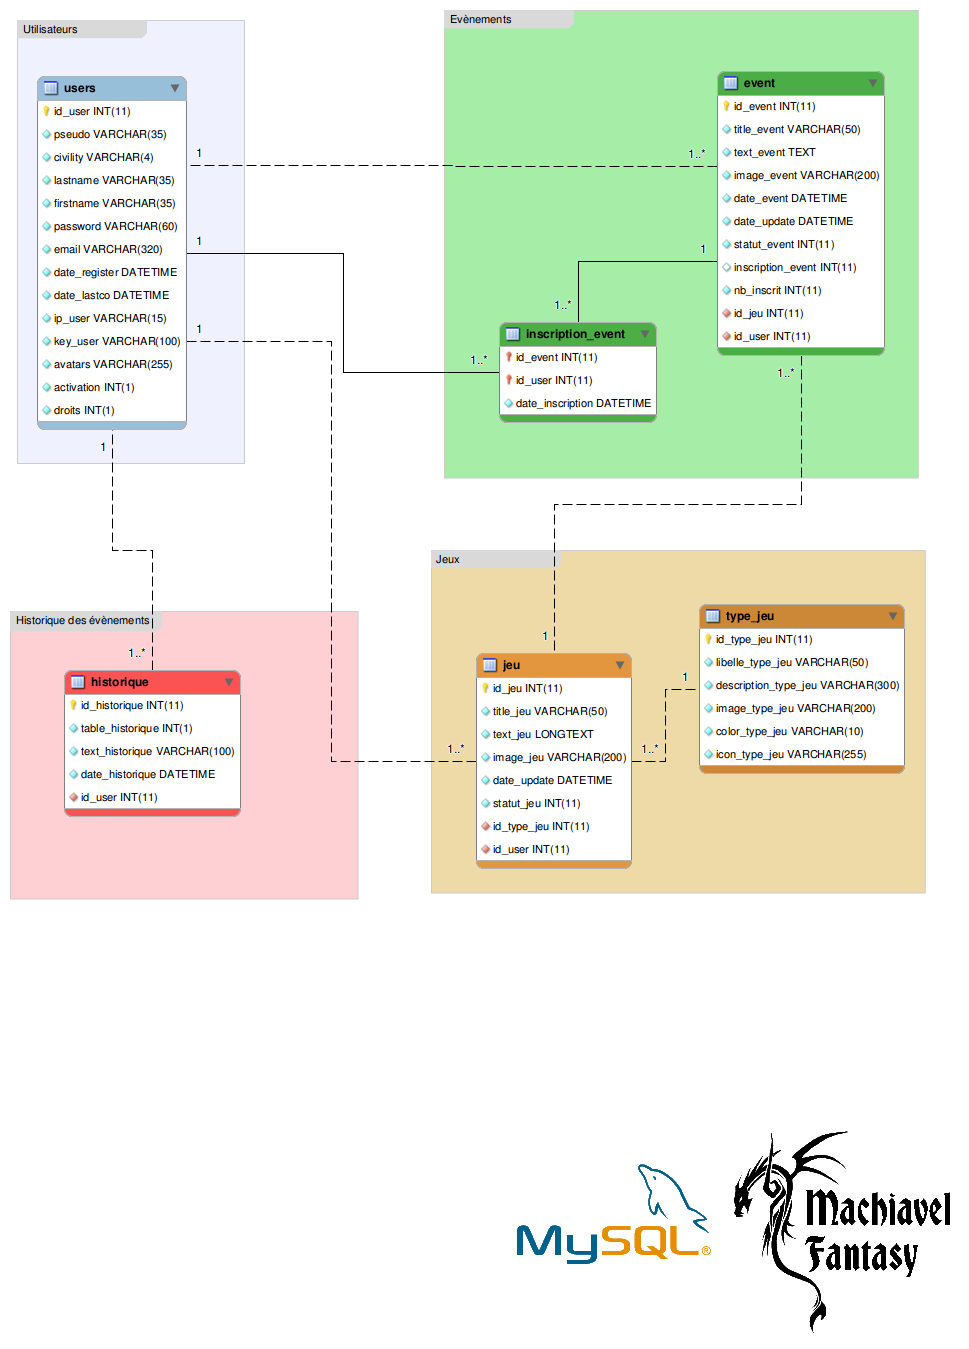 Utilisateurs
users
id_user INT(11)
pseudo VARCHAR(35)
civility VARCHAR(4)
lastname VARCHAR(35)
firstname VARCHAR(35)
password VARCHAR(60)
email VARCHAR(320)
date_register DATETIME
date_lastco DATETIME
ip_user VARCHAR(15)
key_user VARCHAR(100)
avatars VARCHAR(255)
activation INT(1)
droits INT(1)
1
1
1
1
Evènements
event
id_event INT(11)
title_event VARCHAR(50)
text_event TEXT
image_event VARCHAR(200)
date_event DATETIME
date_update DATETIME
statut_event INT(11)
inscription_event INT(11)
nb_inscrit INT(11)
id_jeu INT(11)
id_user INT(11)
1..*
1
1..*
1..*
1..*
inscription_event
id_event INT(11)
id_user INT(11)
date_inscription DATETIME
Historique des évènements
1..*
historique
id_historique INT(11)
table_historique INT(1)
text_historique VARCHAR(100)
date_historique DATETIME
id_user INT(11)
Jeux
1
jeu
id_jeu INT(11)
title_jeu VARCHAR(50)
text_jeu LONGTEXT
image_jeu VARCHAR(200)
date_update DATETIME
statut_jeu INT(11)
id_type_jeu INT(11)
id_user INT(11)
1..*
1..*
1
type_jeu
id_type_jeu INT(11)
libelle_type_jeu VARCHAR(50)
description_type_jeu VARCHAR(300)
image_type_jeu VARCHAR(200)
color_type_jeu VARCHAR(10)
icon_type_jeu VARCHAR(255)
MySQL®
Machiavel
Fantasy